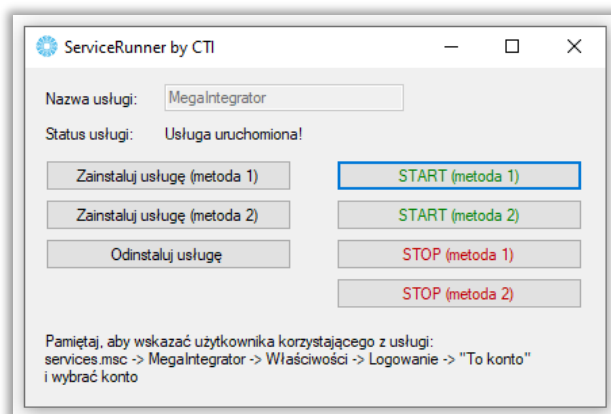 ServiceRunner by CTI
Nazwa usługi: MegaIntegrator
Status usługi: Usługa uruchomiona!
Zainstaluj usługę (metoda 1) START (metoda 1)
Zainstaluj usługę (metoda 2) START (metoda 2)
Odinstaluj usługę STOP (metoda 1)
STOP (metoda 2)
Pamiętaj, aby wskazać użytkownika korzystającego z usługi:
services.msc -> MegaIntegrator -> Właściwości -> Logowanie -> "To konto"
i wybrać konto